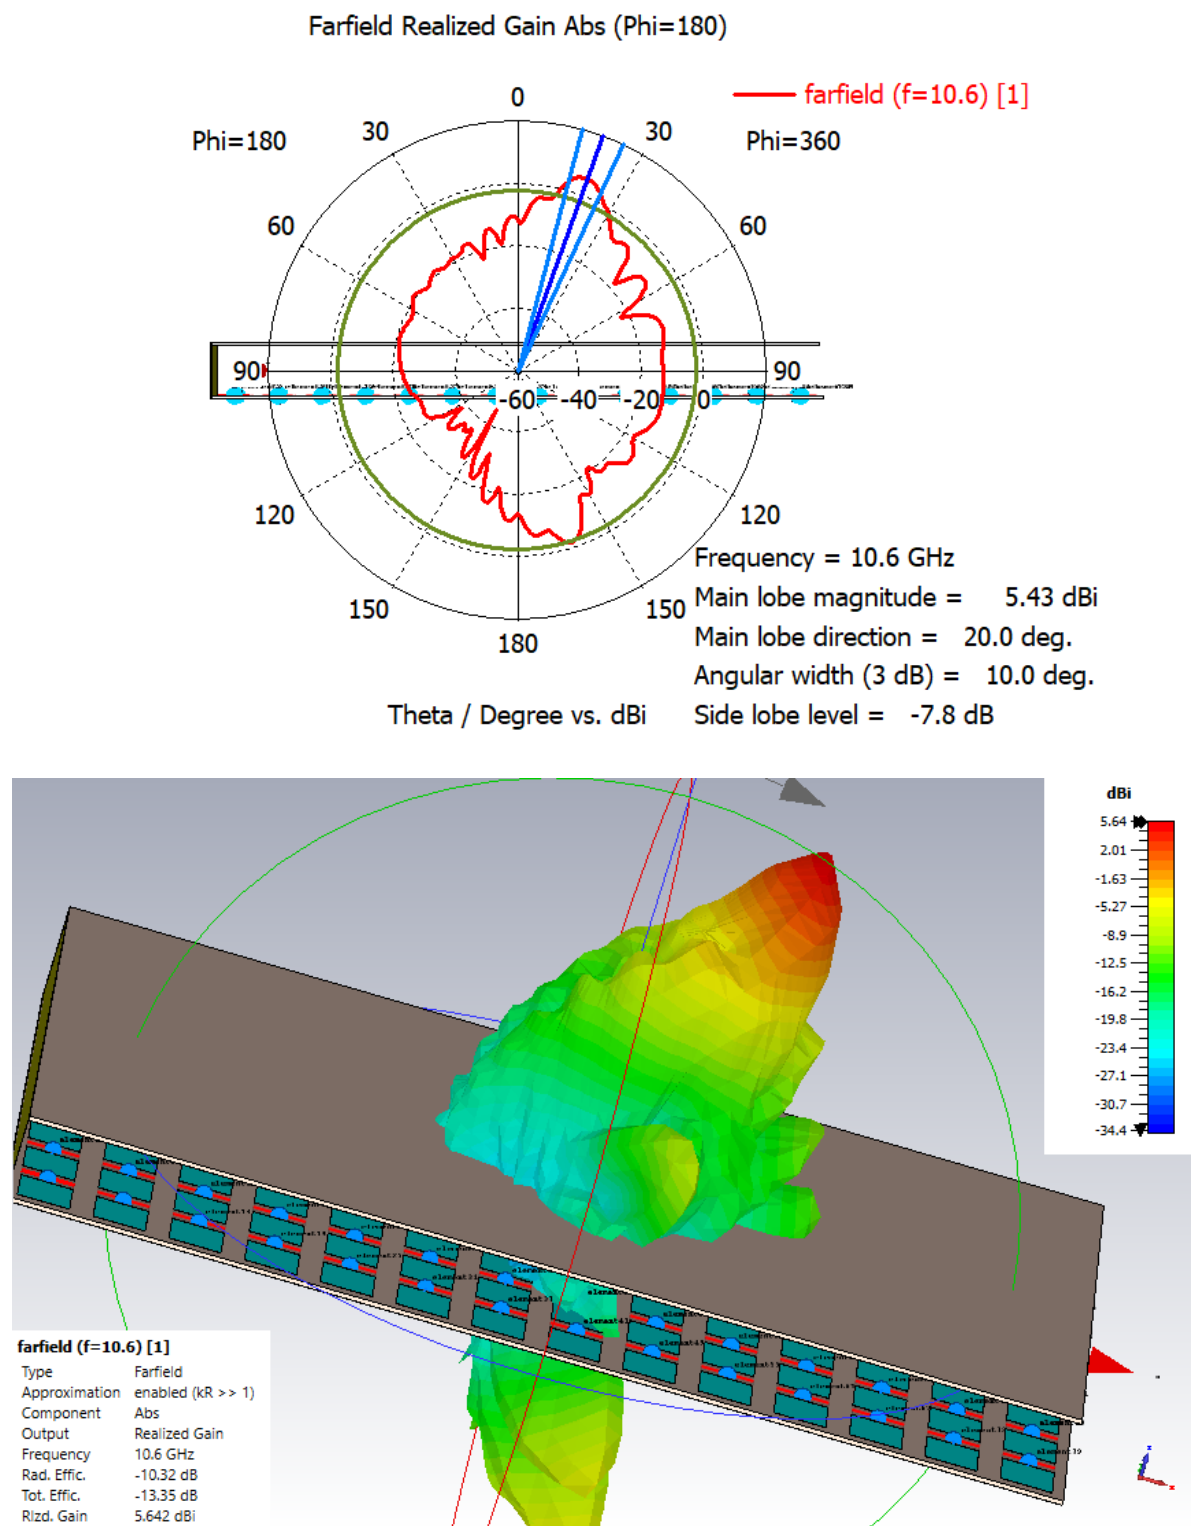 Farfield Realized Gain Abs (Phi=180)
farfield (f=10.6) [1]
0
Phi=180
30
30
Phi=360
60
60
90
90
-60 -40 -20 0
120
120
150
150
180
Frequency = 10.6 GHz
Main lobe magnitude = 5.43 dBi
Main lobe direction = 20.0 deg.
Angular width (3 dB) = 10.0 deg.
Theta / Degree vs. dBi
Side lobe level = -7.8 dB
dBi
5.64
2.01
-1.63
-5.27
-8.9
-12.5
-16.2
-19.8
-23.4
-27.1
-30.7
-34.4
farfield (f=10.6) [1]
Type Farfield
Approximation enabled (kR >> 1)
Component Abs
Output Realized Gain
Frequency 10.6 GHz
Rad. Effic. -10.32 dB
Tot. Effic. -13.35 dB
Rlzd. Gain 5.642 dBi